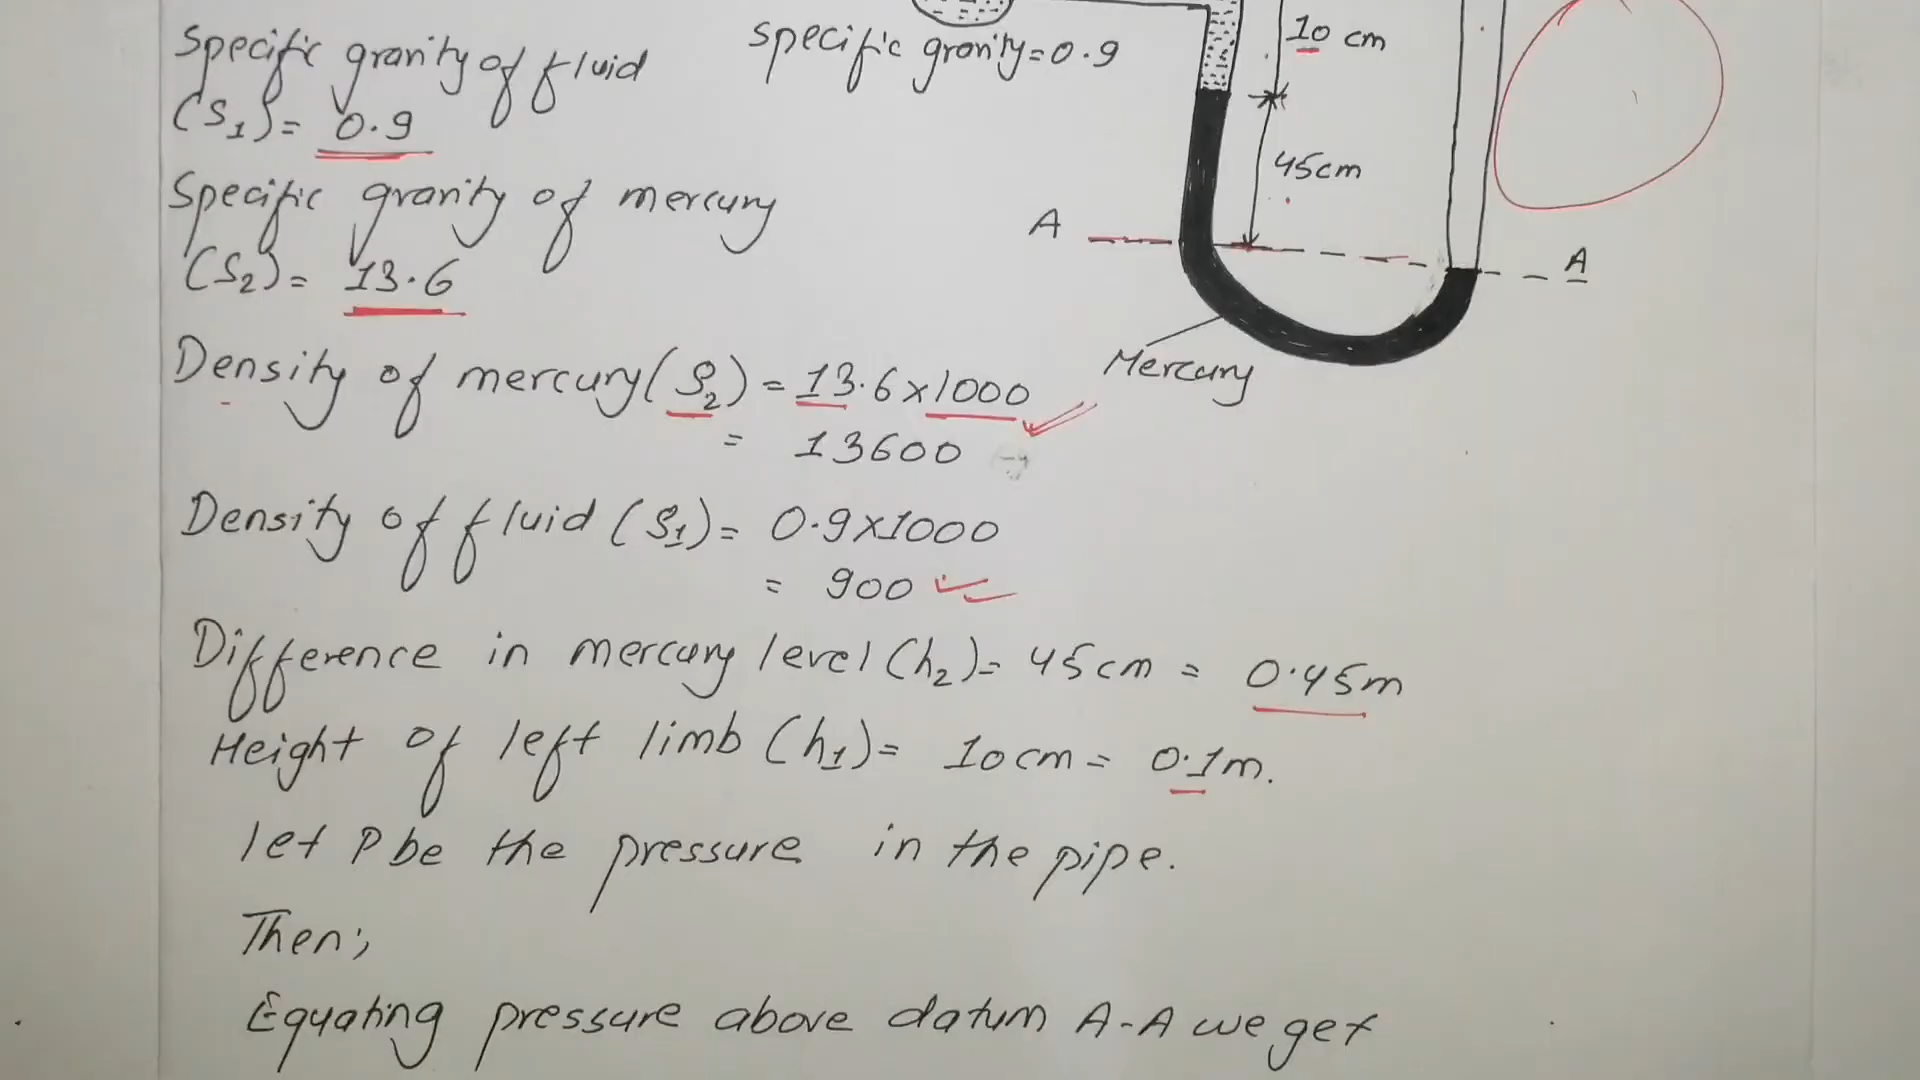 Specific gravity of fluid
(S1)= 0.9
Specific gravity of mercury
(S2)= 13.6
Density of mercury(ρ2) = 13.6x1000
= 13600
Density of fluid (ρ1)= 0.9x1000
= 900
Difference in mercury level (h2)= 45cm = 0.45m
Height of left limb (h1)= 10cm = 0.1m.
let P be the pressure in the pipe.
Then;
Equating pressure above datum A-A we get
specific gravity=0.9
10 cm
45cm
A
A
Mercury